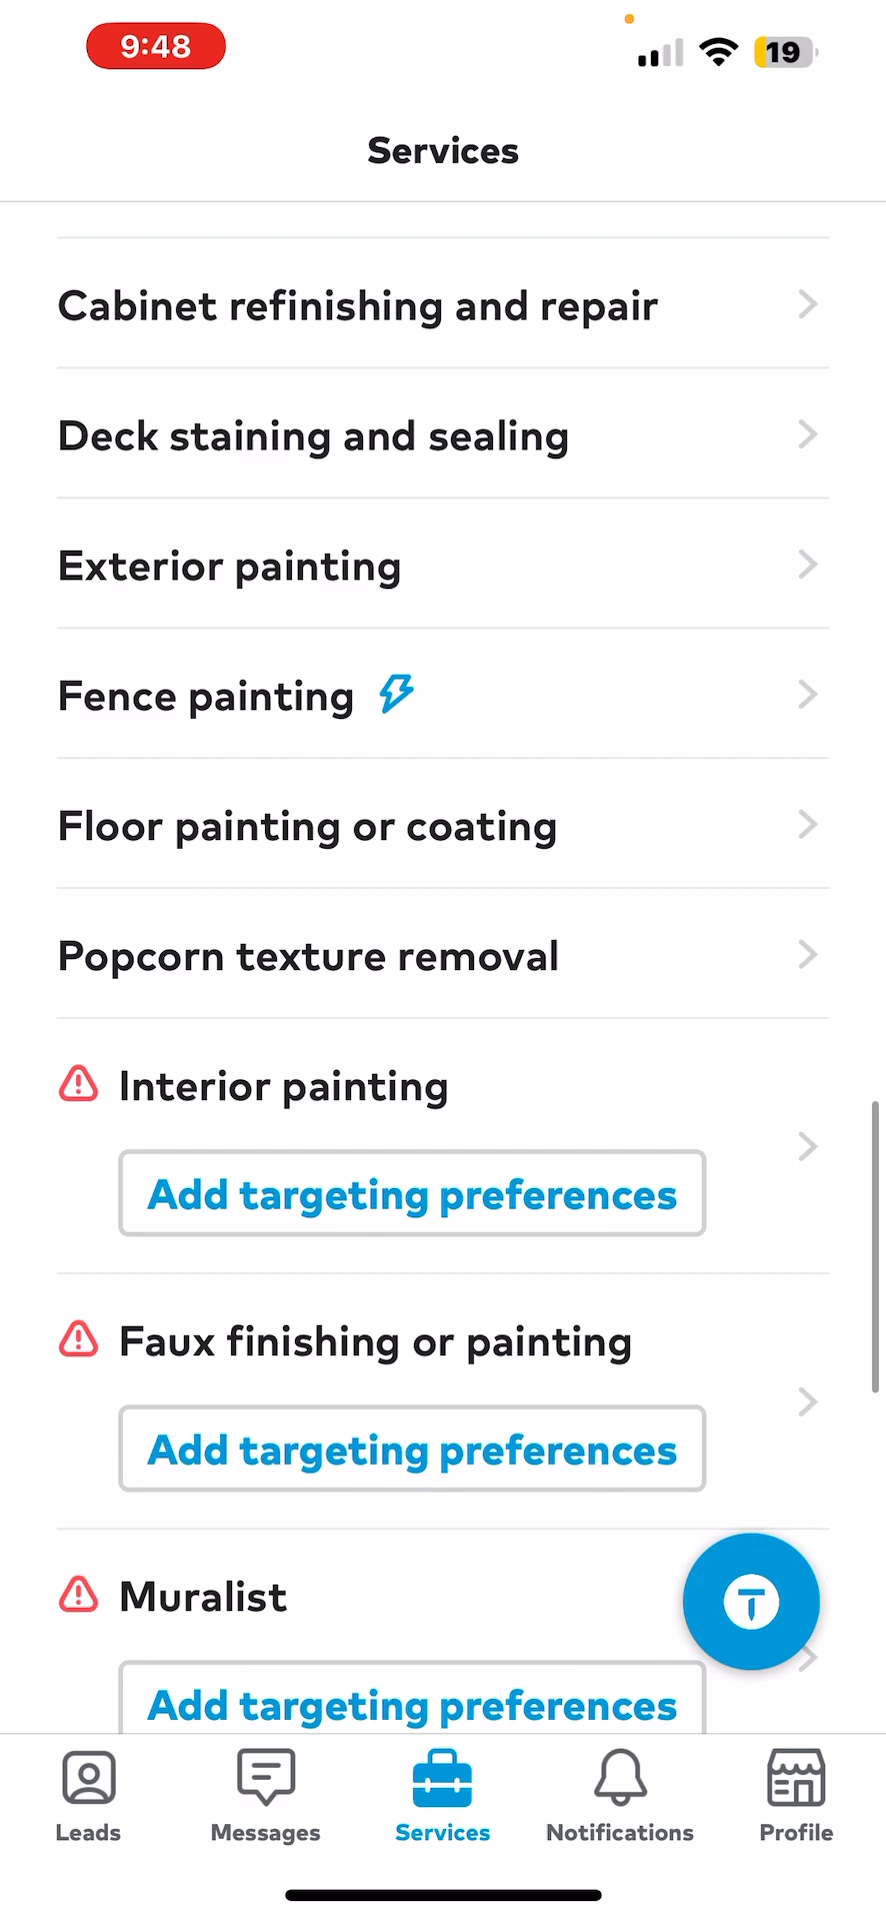 9:48
19
Services
Cabinet refinishing and repair
Deck staining and sealing
Exterior painting
Fence painting
Floor painting or coating
Popcorn texture removal
Interior painting
Add targeting preferences
Faux finishing or painting
Add targeting preferences
Muralist
Add targeting preferences
Leads
Messages
Services
Notifications
Profile